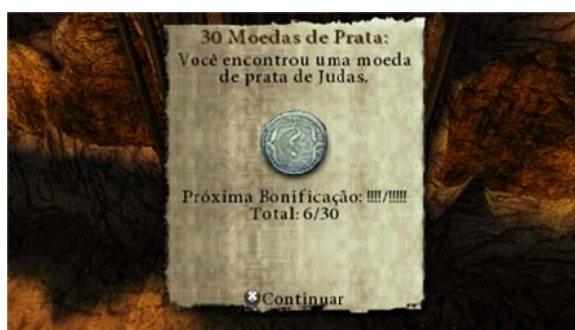 30 Moedas de Prata:
Você encontrou uma moeda
de prata de Judas.
Próxima Bonificação: !!!!/!!!!!
Total: 6/30
Continuar